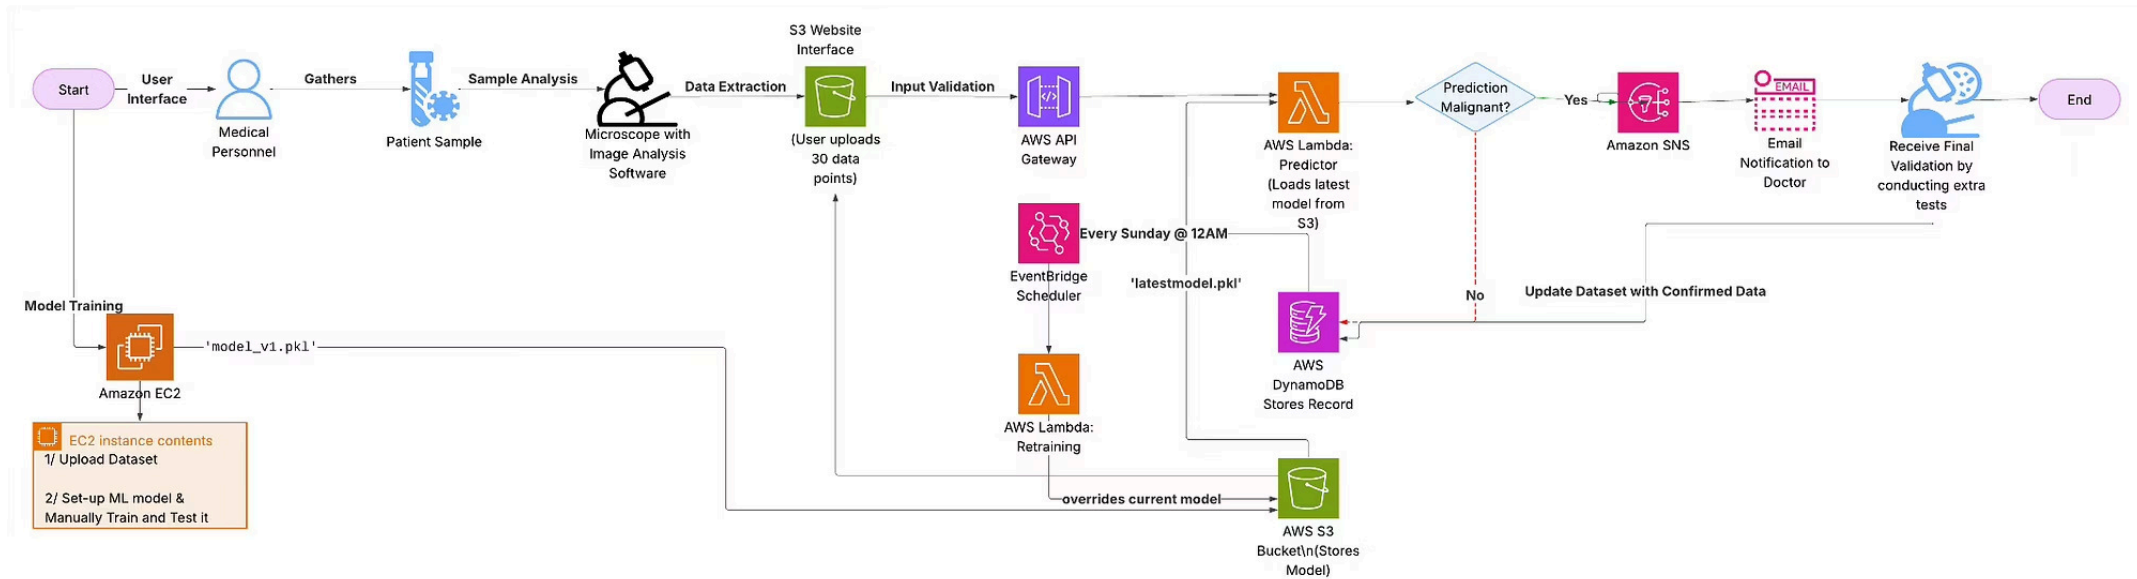 Start
User
Interface
Medical
Personnel
Gathers
Patient Sample
Sample Analysis
Microscope with
Image Analysis
Software
Data Extraction
S3 Website
Interface
(User uploads
30 data
points)
Input Validation
AWS API
Gateway
AWS Lambda:
Predictor
(Loads latest
model from
S3)
Prediction
Malignant?
Yes
Amazon SNS
EMAIL
Email
Notification to
Doctor
Receive Final
Validation by
conducting extra
tests
End
Every Sunday @ 12AM
EventBridge
Scheduler
'latestmodel.pkl'
No
Update Dataset with Confirmed Data
AWS
DynamoDB
Stores Record
Model Training
'model_v1.pkl'
Amazon EC2
EC2 instance contents
1/ Upload Dataset
2/ Set-up ML model &
Manually Train and Test it
AWS Lambda:
Retraining
overrides current model
AWS S3
Bucket\n(Stores
Model)